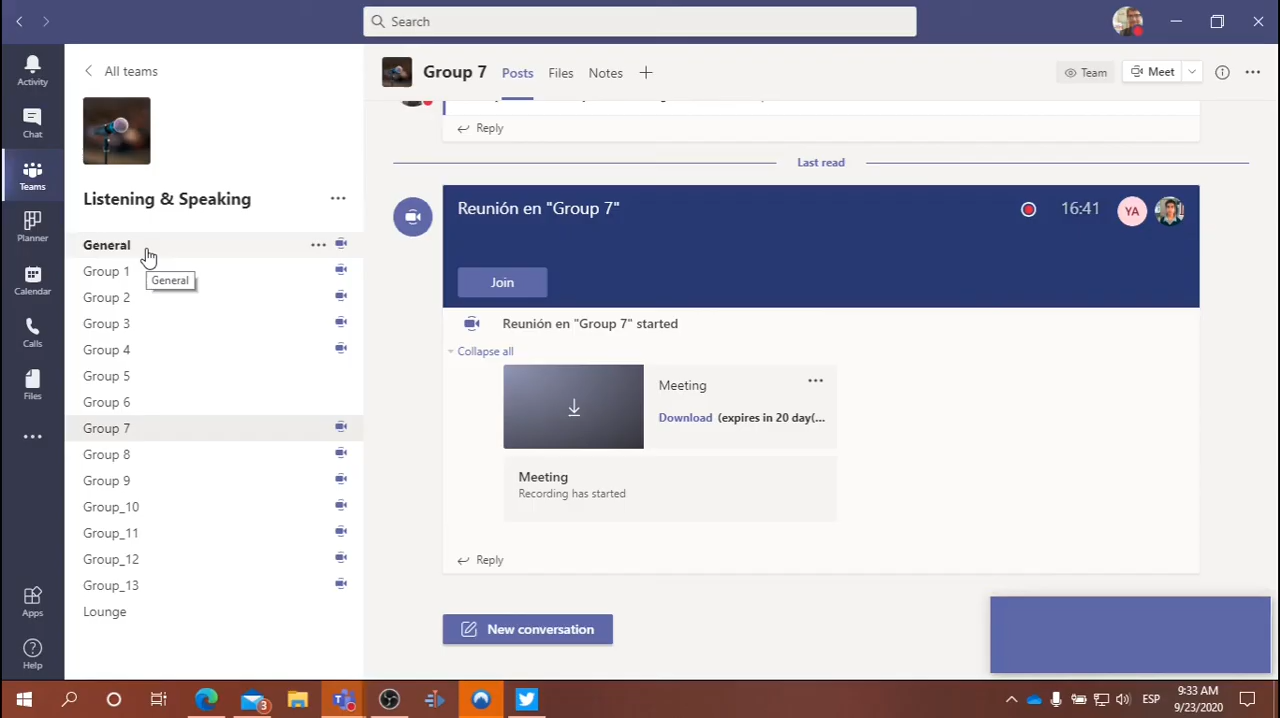 Search
Activity
Chat
Teams
Planner
Calendar
Calls
Files
Apps
Help
All teams
Listening & Speaking
General
General
Group 1
Group 2
Group 3
Group 4
Group 5
Group 6
Group 7
Group 8
Group 9
Group_10
Group_11
Group_12
Group_13
Lounge
Group 7 Posts Files Notes
Team Meet
Reply
Last read
Reunión en "Group 7" 16:41 YA
Join
Reunión en "Group 7" started
Collapse all
Meeting
Download (expires in 20 day(...
Meeting
Recording has started
Reply
New conversation
3
ESP
9:33 AM
9/23/2020